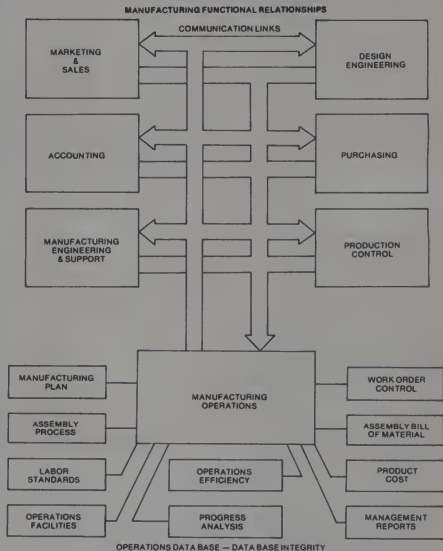 MANUFACTURING FUNCTIONAL RELATIONSHIPS
COMMUNICATION LINKS
MARKETING
&
SALES
DESIGN
ENGINEERING
ACCOUNTING
PURCHASING
MANUFACTURING
ENGINEERING
& SUPPORT
PRODUCTION
CONTROL
MANUFACTURING
OPERATIONS
MANUFACTURING
PLAN
WORK ORDER
CONTROL
ASSEMBLY
PROCESS
ASSEMBLY BILL
OF MATERIAL
LABOR
STANDARDS
OPERATIONS
EFFICIENCY
PRODUCT
COST
OPERATIONS
FACILITIES
PROGRESS
ANALYSIS
MANAGEMENT
REPORTS
OPERATIONS DATA BASE — DATA BASE INTEGRITY